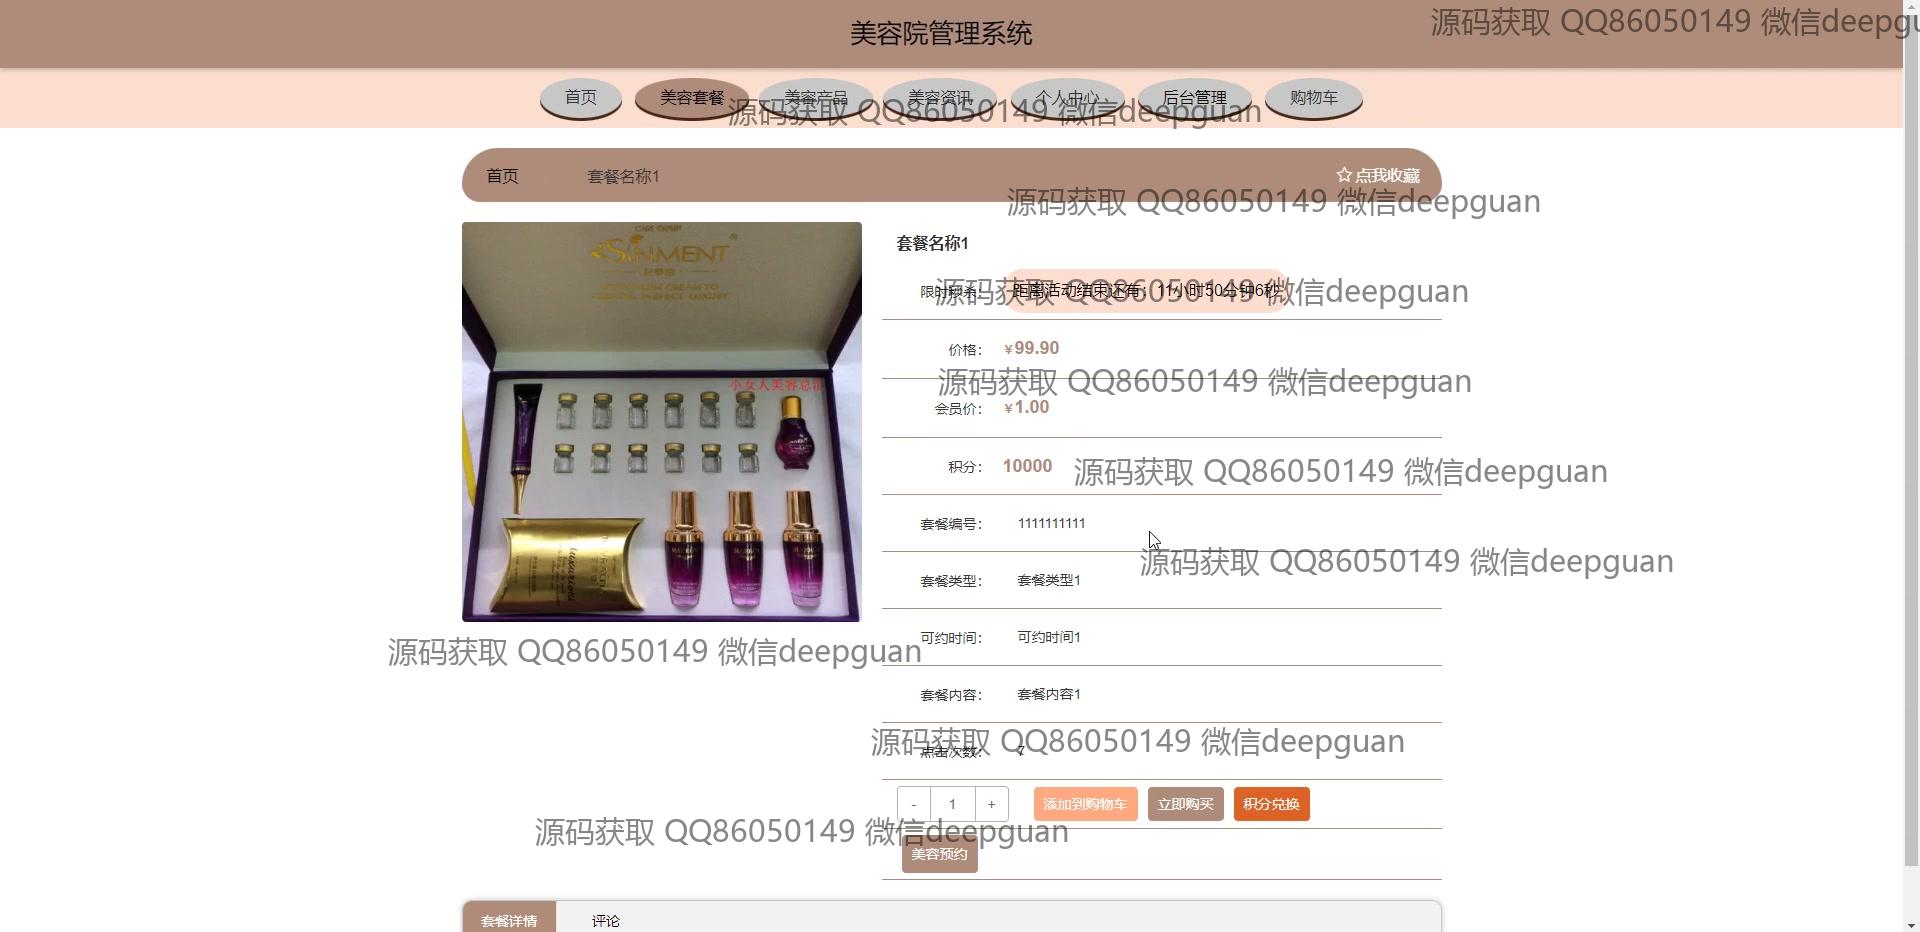 美容院管理系统
源码获取 QQ86050149 微信deepgu
首页 美容套餐 美容产品 美容资讯 个人中心 后台管理 购物车
源码获取 QQ86050149 微信deepguan
首页 套餐名称1 点我收藏
源码获取 QQ86050149 微信deepguan
CARE EXPERT
SINMENT
小女人美容总汇
套餐名称1
限时秒杀: 距离活动结束还有：11小时50分钟6秒
源码获取 QQ86050149 微信deepguan
价格: ¥99.90
源码获取 QQ86050149 微信deepguan
会员价: ¥1.00
积分: 10000
源码获取 QQ86050149 微信deepguan
套餐编号: 1111111111
源码获取 QQ86050149 微信deepguan
套餐类型: 套餐类型1
可约时间: 可约时间1
源码获取 QQ86050149 微信deepguan
套餐内容: 套餐内容1
点击次数: 7
源码获取 QQ86050149 微信deepguan
- 1 + 添加到购物车 立即购买 积分兑换
源码获取 QQ86050149 微信deepguan
美容预约
套餐详情 评论